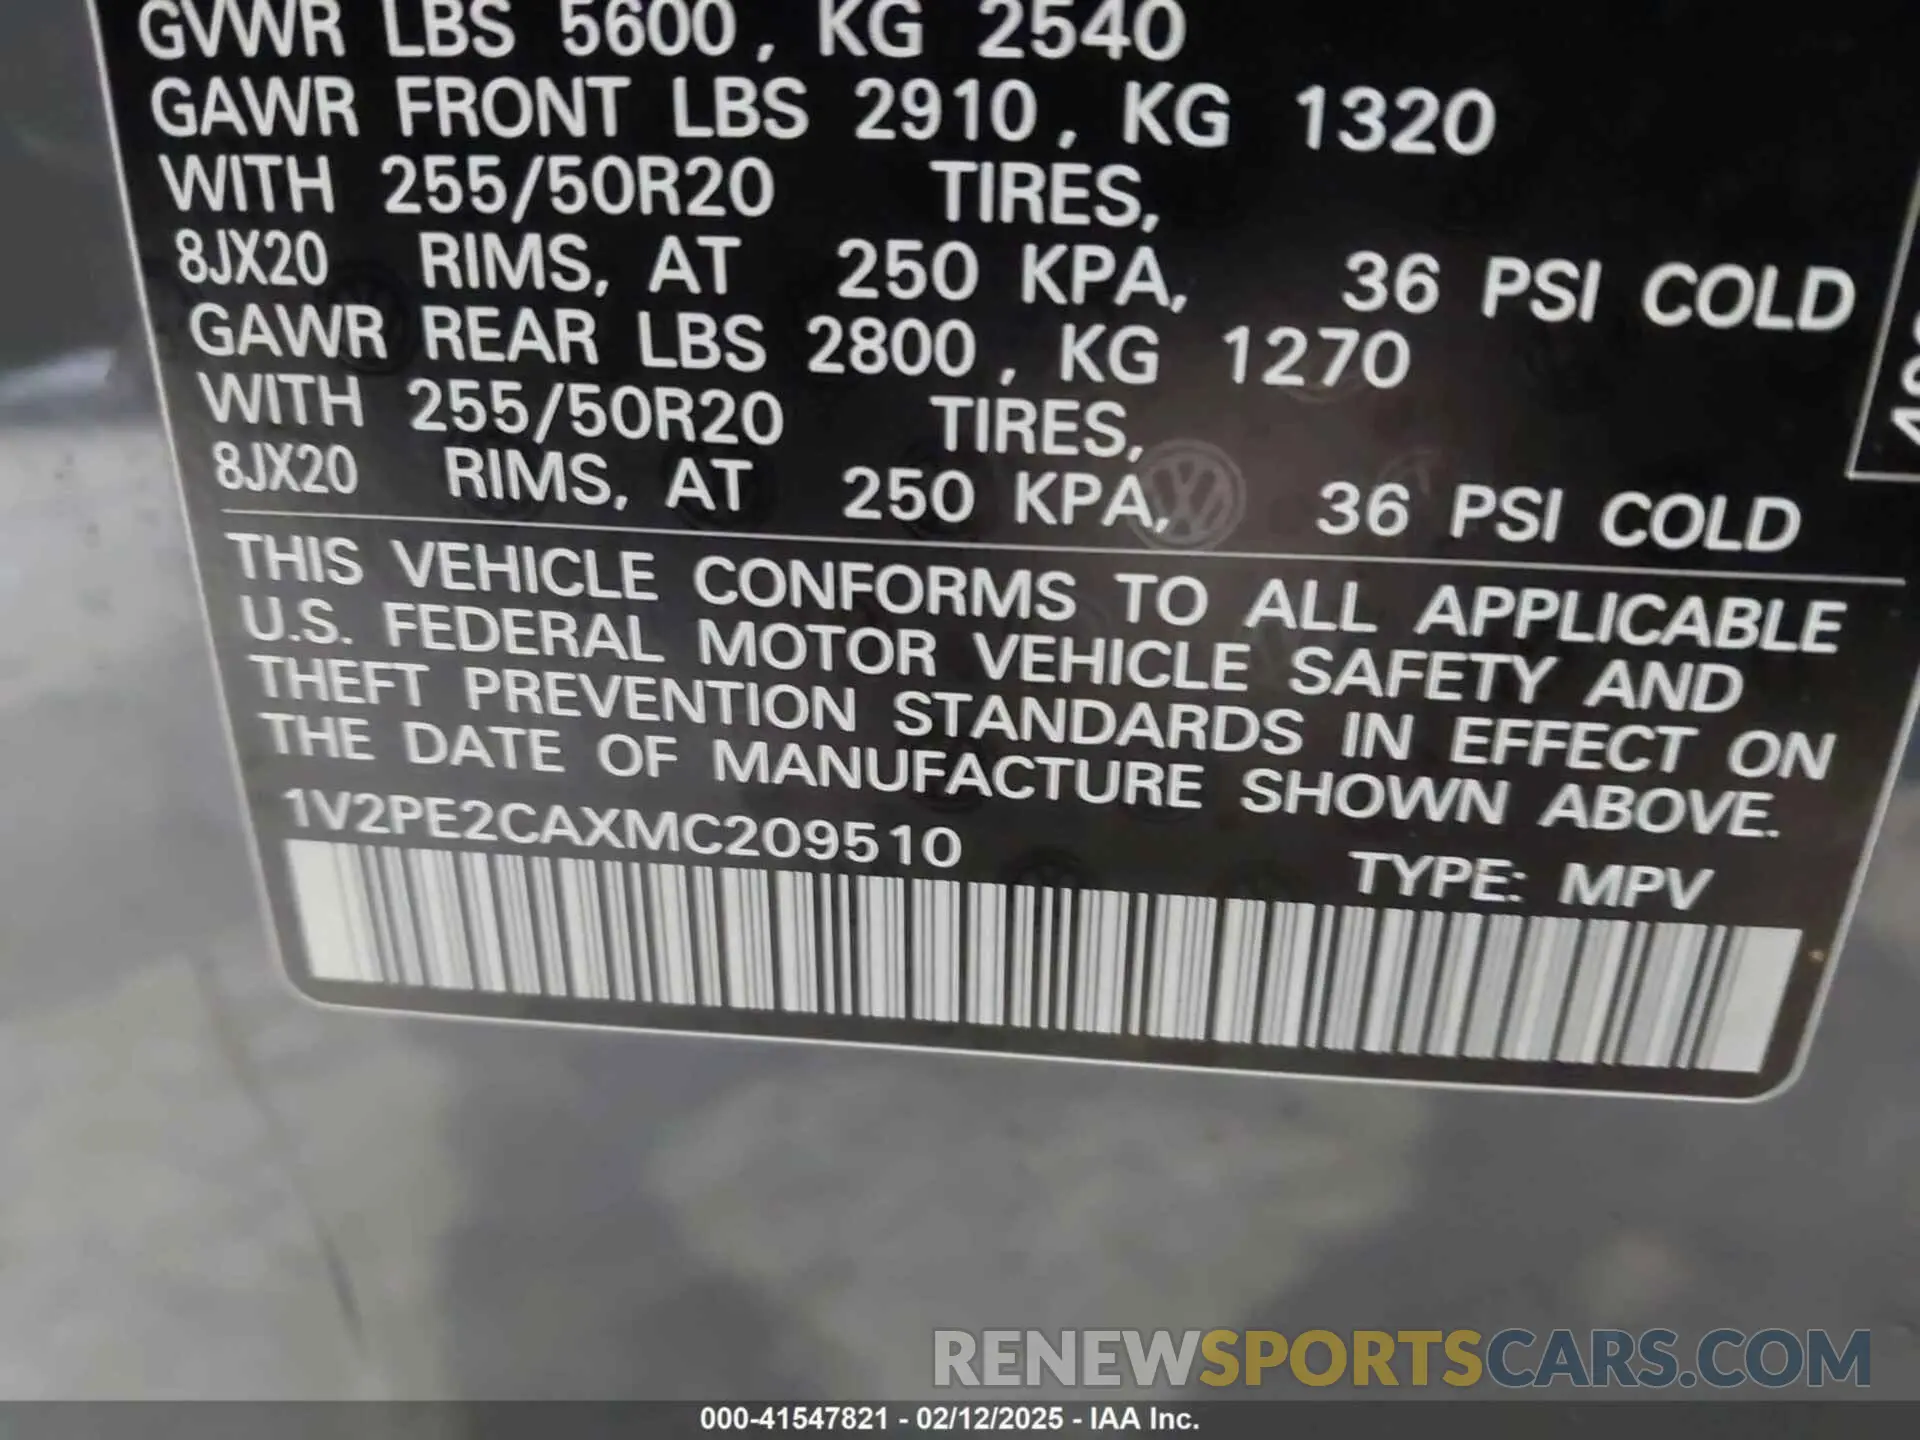 GVWR LBS 5600, KG 2540
GAWR FRONT LBS 2910, KG 1320
WITH 255/50R20 TIRES,
8JX20 RIMS, AT 250 KPA, 36 PSI COLD
GAWR REAR LBS 2800, KG 1270
WITH 255/50R20 TIRES,
8JX20 RIMS, AT 250 KPA, 36 PSI COLD
THIS VEHICLE CONFORMS TO ALL APPLICABLE
U.S. FEDERAL MOTOR VEHICLE SAFETY AND
THEFT PREVENTION STANDARDS IN EFFECT ON
THE DATE OF MANUFACTURE SHOWN ABOVE.
1V2PE2CAXMC209510
TYPE: MPV
RENEWSPORTSCARS.COM
000-41547821 - 02/12/2025 - IAA Inc.